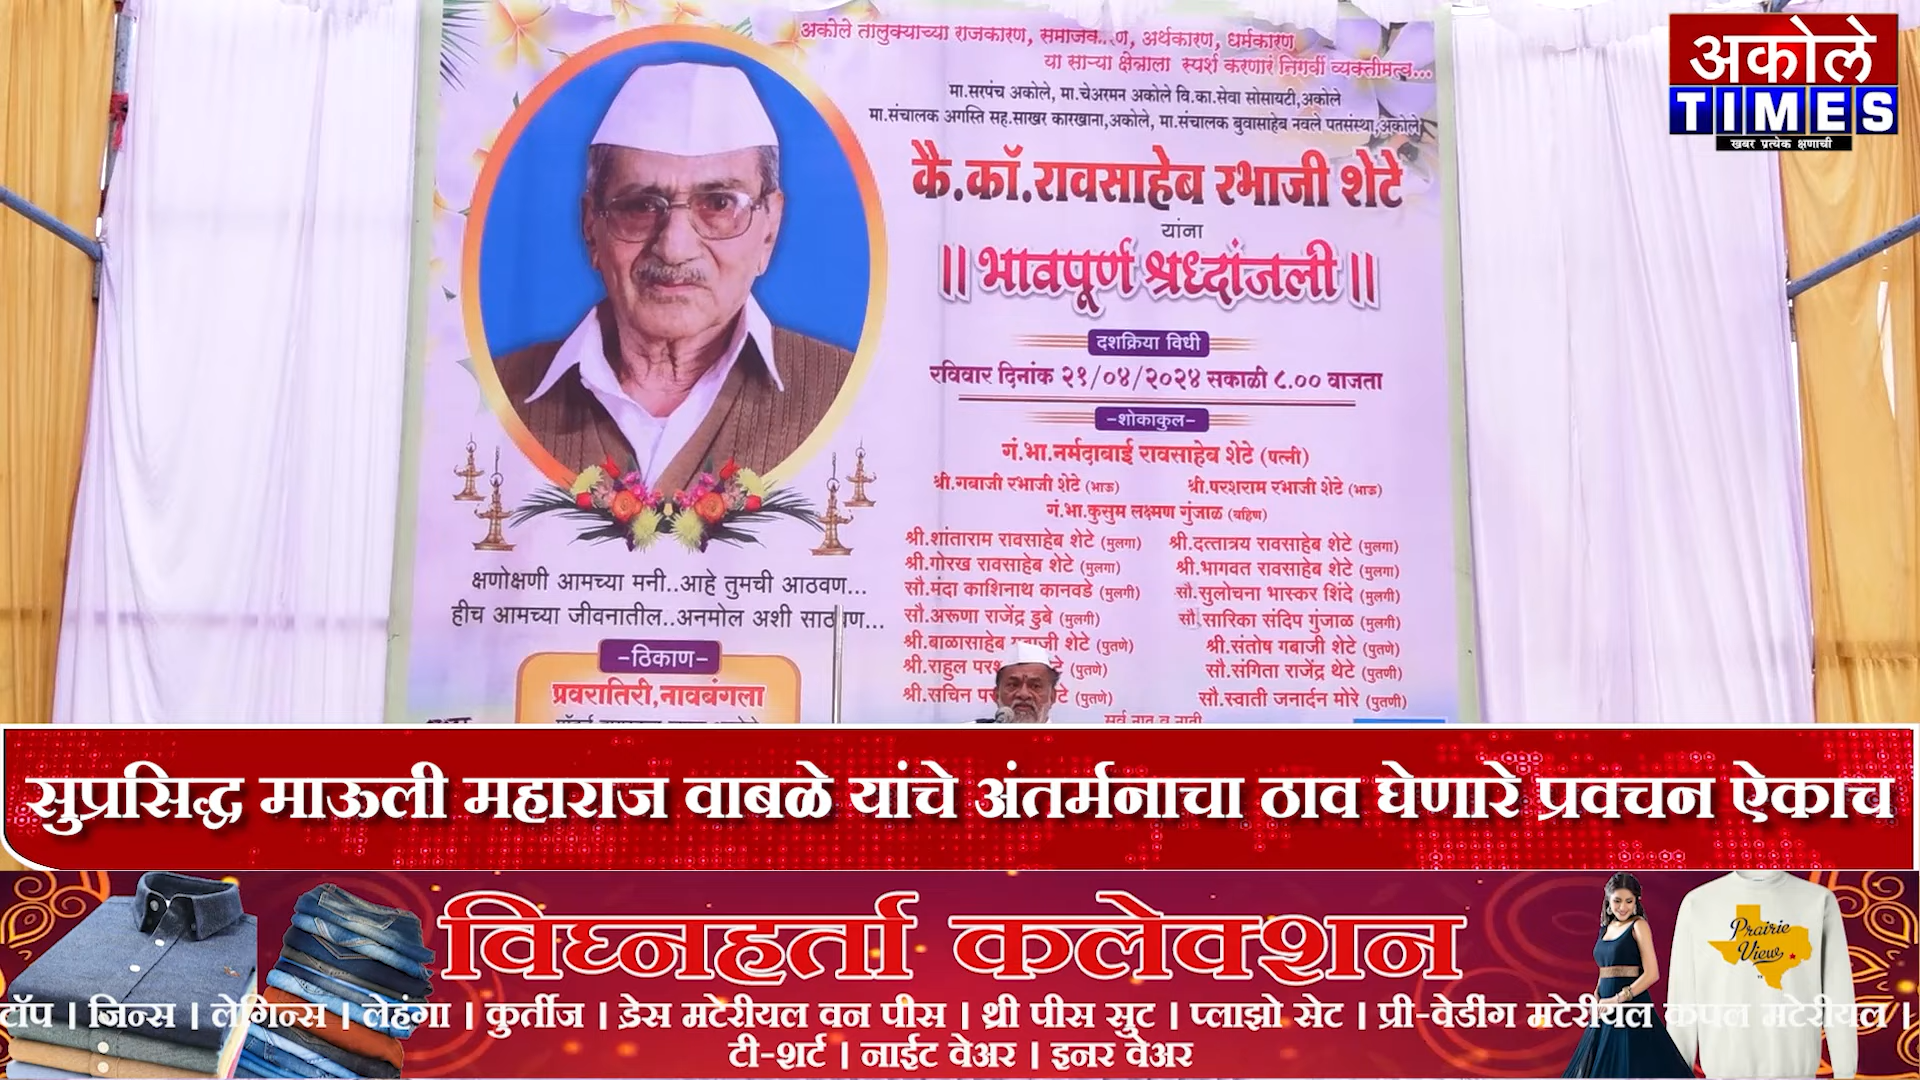 अकोले तालुक्याच्या राजकारण, समाजकारण, अर्थकारण, धर्मकारण
या साऱ्या क्षेत्राला स्पर्श करणारं निगर्वी व्यक्तीमत्व...
मा.सरपंच अकोले, मा.चेअरमन अकोले वि.का.सेवा सोसायटी,अकोले
मा.संचालक अगस्ति सह.साखर कारखाना,अकोले, मा.संचालक बुवासाहेब नवले पतसंस्था,अकोले
कै.कॉ.रावसाहेब रभाजी शेटे
यांना
॥ भावपूर्ण श्रध्दांजली ॥
दशक्रिया विधी
रविवार दिनांक २१/०४/२०२४ सकाळी ८.०० वाजता
-शोकाकुल-
गं.भा.नर्मदाबाई रावसाहेब शेटे (पत्नी)
श्री.गबाजी रभाजी शेटे (भाऊ) श्री.परशराम रभाजी शेटे (भाऊ)
गं.भा.कुसुम लक्ष्मण गुंजाळ (बहिण)
श्री.शांताराम रावसाहेब शेटे (मुलगा) श्री.दत्तात्रय रावसाहेब शेटे (मुलगा)
श्री.गोरख रावसाहेब शेटे (मुलगा) श्री.भागवत रावसाहेब शेटे (मुलगा)
सौ.मंदा काशिनाथ कानवडे (मुलगी) सौ.सुलोचना भास्कर शिंदे (मुलगी)
सौ.अरूणा राजेंद्र डुबे (मुलगी) सौ.सारिका संदिप गुंजाळ (मुलगी)
श्री.बाळासाहेब शेटे (पुतणे) श्री.संतोष गबाजी शेटे (पुतणे)
श्री.राहुल (पुतणे) सौ.संगिता राजेंद्र थेटे (पुतणी)
श्री.सचिन (पुतणे) सौ.स्वाती जनार्दन मोरे (पुतणी)
क्षणोक्षणी आमच्या मनी..आहे तुमची आठवण...
हीच आमच्या जीवनातील..अनमोल अशी साठवण...
-ठिकाण-
प्रवरातिरी,नावबंगला
अकोले
TIMES
खबर प्रत्येक क्षणाची
सुप्रसिद्ध माऊली महाराज वाबळे यांचे अंतर्मनाचा ठाव घेणारे प्रवचन ऐकाच
विघ्नहर्ता कलेक्शन
टॉप | जिन्स | लेगिन्स | लेहंगा | कुर्तीज | ड्रेस मटेरीयल वन पीस | थ्री पीस सुट | प्लाझो सेट | प्री-वेडींग मटेरीयल कपल मटेरीयल |
टी-शर्ट | नाईट वेअर | इनर वेअर
Prairie
View